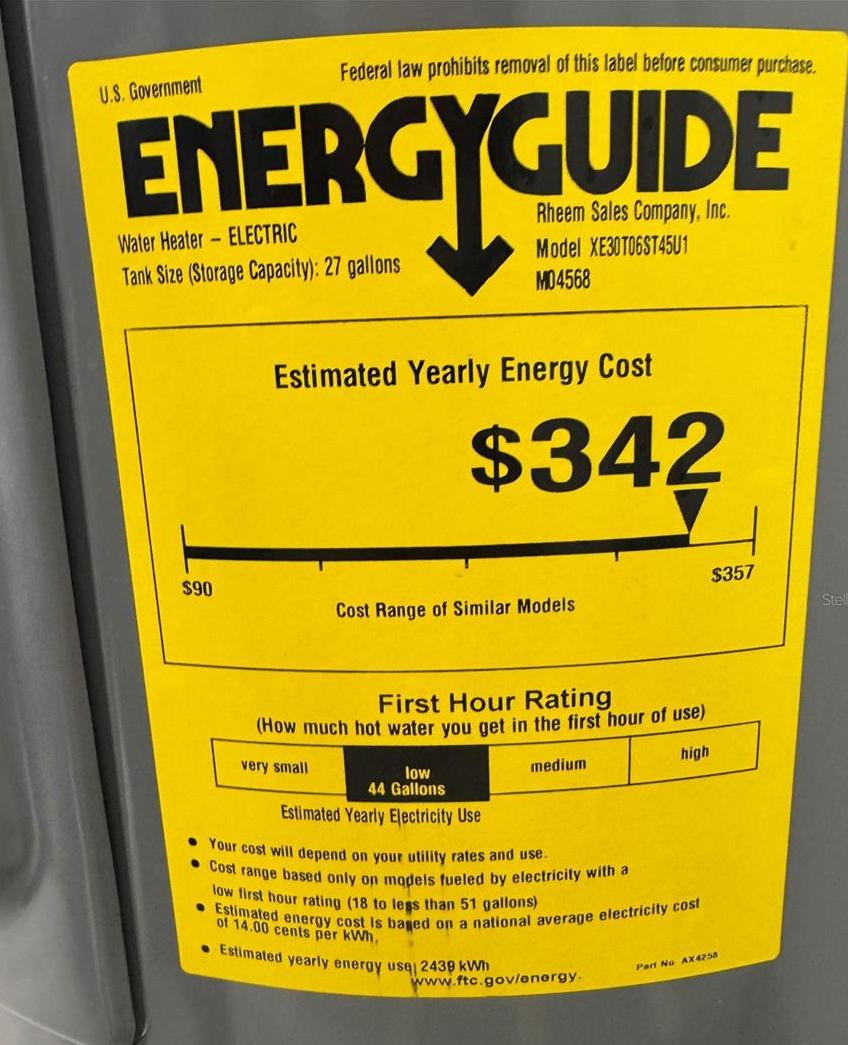 Federal law prohibits removal of this label before consumer purchase.
U.S. Government
ENERGYGUIDE
Water Heater – ELECTRIC
Tank Size (Storage Capacity): 27 gallons
Rheem Sales Company, Inc.
Model XE30T06ST45U1
M04568
Estimated Yearly Energy Cost
$342
$90
$357
Cost Range of Similar Models
Stell
First Hour Rating
(How much hot water you get in the first hour of use)
very small
low
44 Gallons
medium
high
Estimated Yearly Electricity Use
• Your cost will depend on your utility rates and use.
• Cost range based only on models fueled by electricity with a
low first hour rating (18 to less than 51 gallons)
• Estimated energy cost is based on a national average electricity cost
of 14.00 cents per kWh,
• Estimated yearly energy use: 2439 kWh
www.ftc.gov/energy.
Part No AX4258